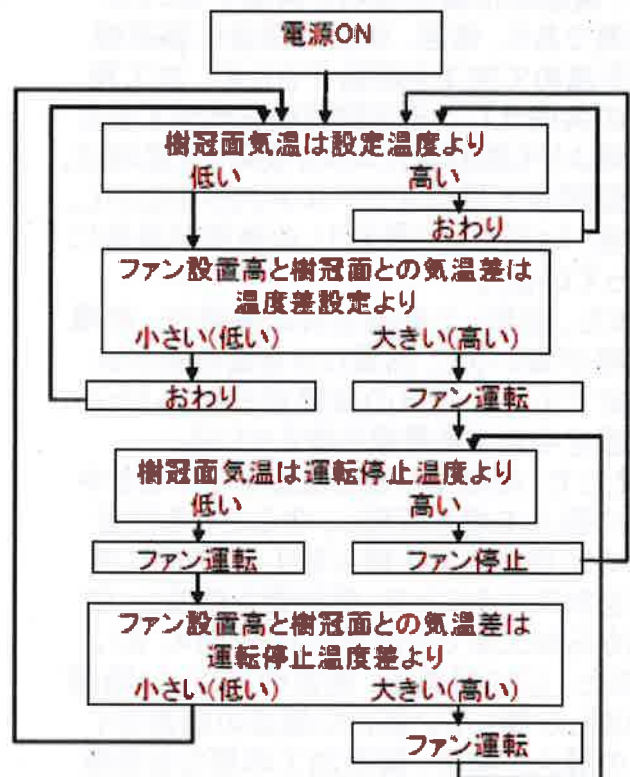 電源ON
樹冠面気温は設定温度より
低い 高い
おわり
ファン設置高と樹冠面との気温差は
温度差設定より
小さい(低い) 大きい(高い)
おわり ファン運転
樹冠面気温は運転停止温度より
低い 高い
ファン運転 ファン停止
ファン設置高と樹冠面との気温差は
運転停止温度差より
小さい(低い) 大きい(高い)
ファン運転